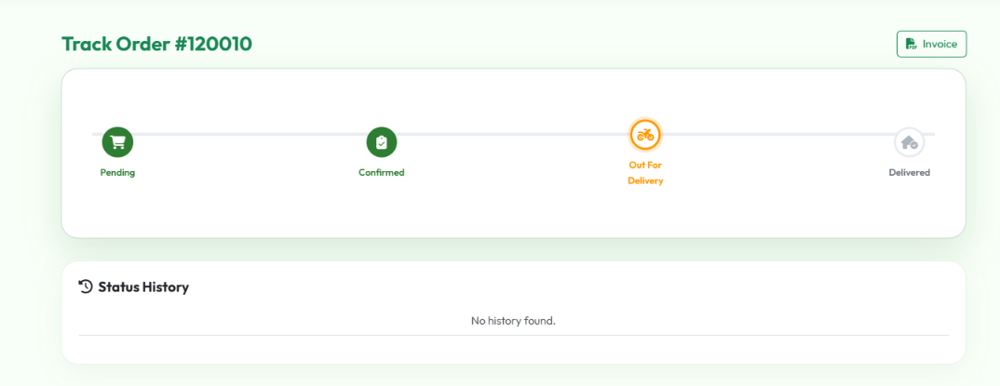 Track Order #120010
Invoice
Pending
Confirmed
Out For
Delivery
Delivered
Status History
No history found.